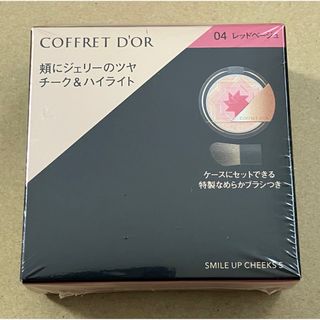 COFFRET D'OR
04 レッドベージュ
頬にジェリーのツヤ
チーク&ハイライト
ケースにセットできる
特製なめらかブラシつき
SMILE UP CHEEKS S